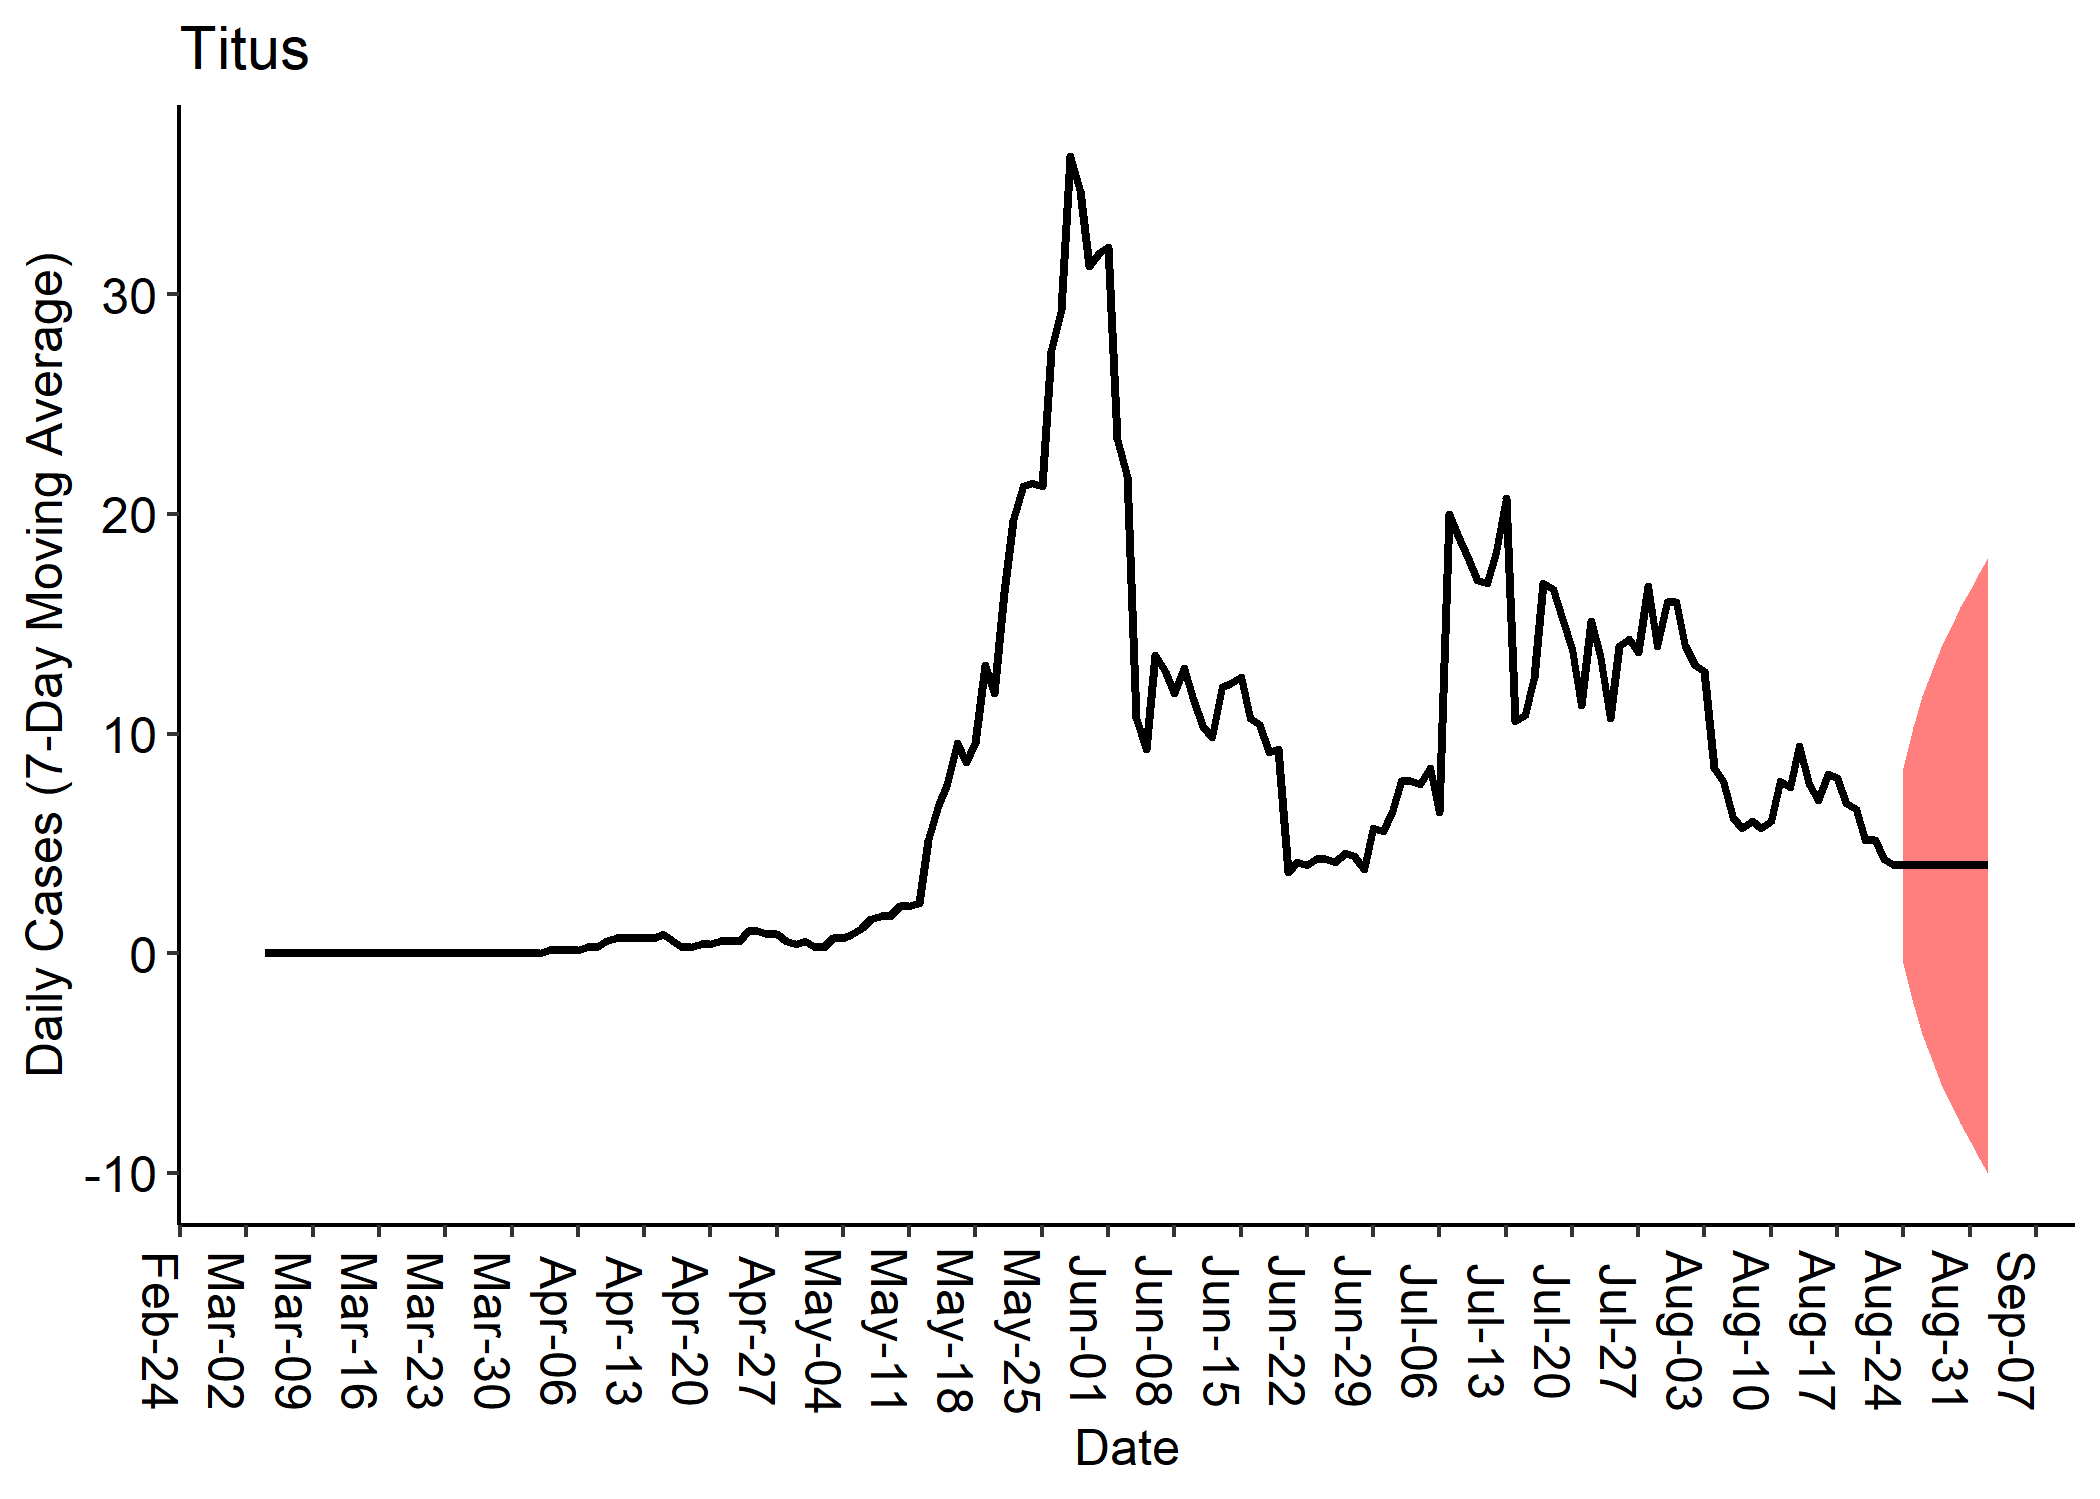 Titus
Daily Cases (7-Day Moving Average)
30
20
10
0
-10
Feb-24
Mar-02
Mar-09
Mar-16
Mar-23
Mar-30
Apr-06
Apr-13
Apr-20
Apr-27
May-04
May-11
May-18
May-25
Jun-01
Jun-08
Jun-15
Jun-22
Jun-29
Jul-06
Jul-13
Jul-20
Jul-27
Aug-03
Aug-10
Aug-17
Aug-24
Aug-31
Sep-07
Date